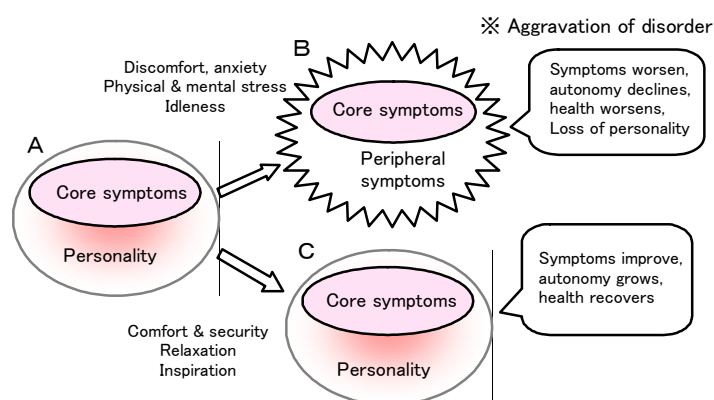 ※ Aggravation of disorder
B
Discomfort, anxiety
Physical & mental stress
Idleness
Symptoms worsen,
autonomy declines,
health worsens,
Loss of personality
Core symptoms
Peripheral
symptoms
A
Core symptoms
Personality
C
Symptoms improve,
autonomy grows,
health recovers
Core symptoms
Personality
Comfort & security
Relaxation
Inspiration